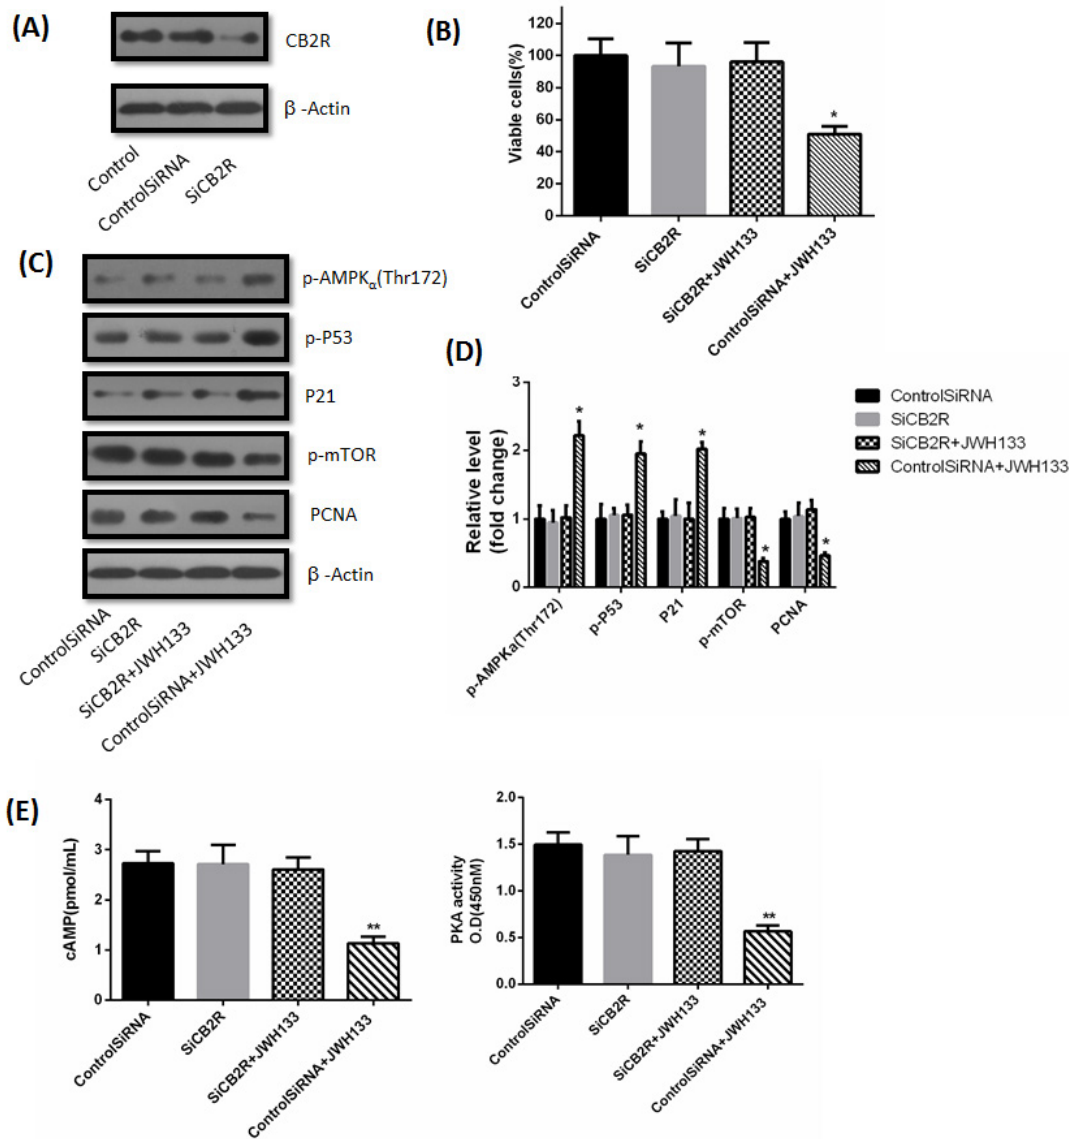 (A)
CB2R
β -Actin
Control
ControlSiRNA
SiCB2R
(B)
Viable cells(%)
120
100
80
60
40
20
0
*
ControlSiRNA
SiCB2R
SiCB2R+JWH133
ControlSiRNA+JWH133
(C)
p-AMPKα(Thr172)
p-P53
P21
p-mTOR
PCNA
β -Actin
ControlSiRNA
SiCB2R
SiCB2R+JWH133
ControlSiRNA+JWH133
(D)
Relative level
(fold change)
3
2
1
0
*
*
*
*
*
p-AMPKa(Thr172)
p-P53
P21
p-mTOR
PCNA
ControlSiRNA
SiCB2R
SiCB2R+JWH133
ControlSiRNA+JWH133
(E)
cAMP(pmol/mL)
4
3
2
1
0
**
ControlSiRNA
SiCB2R
SiCB2R+JWH133
ControlSiRNA+JWH133
PKA activity
O.D(450nM)
2.0
1.5
1.0
0.5
0.0
**
ControlSiRNA
SiCB2R
SiCB2R+JWH133
ControlSiRNA+JWH133